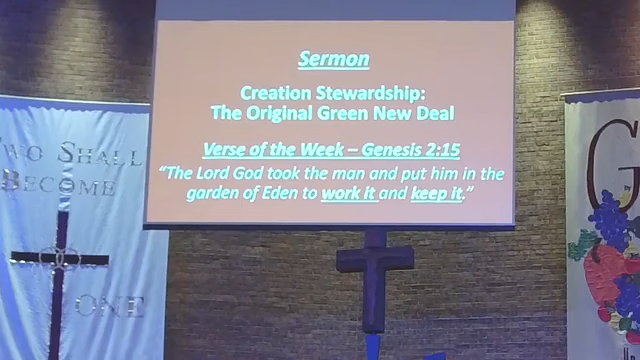 Sermon
Creation Stewardship:
The Original Green New Deal
Verse of the Week – Genesis 2:15
“The Lord God took the man and put him in the
garden of Eden to work it and keep it.”
TWO SHALL
BECOME
ONE
G